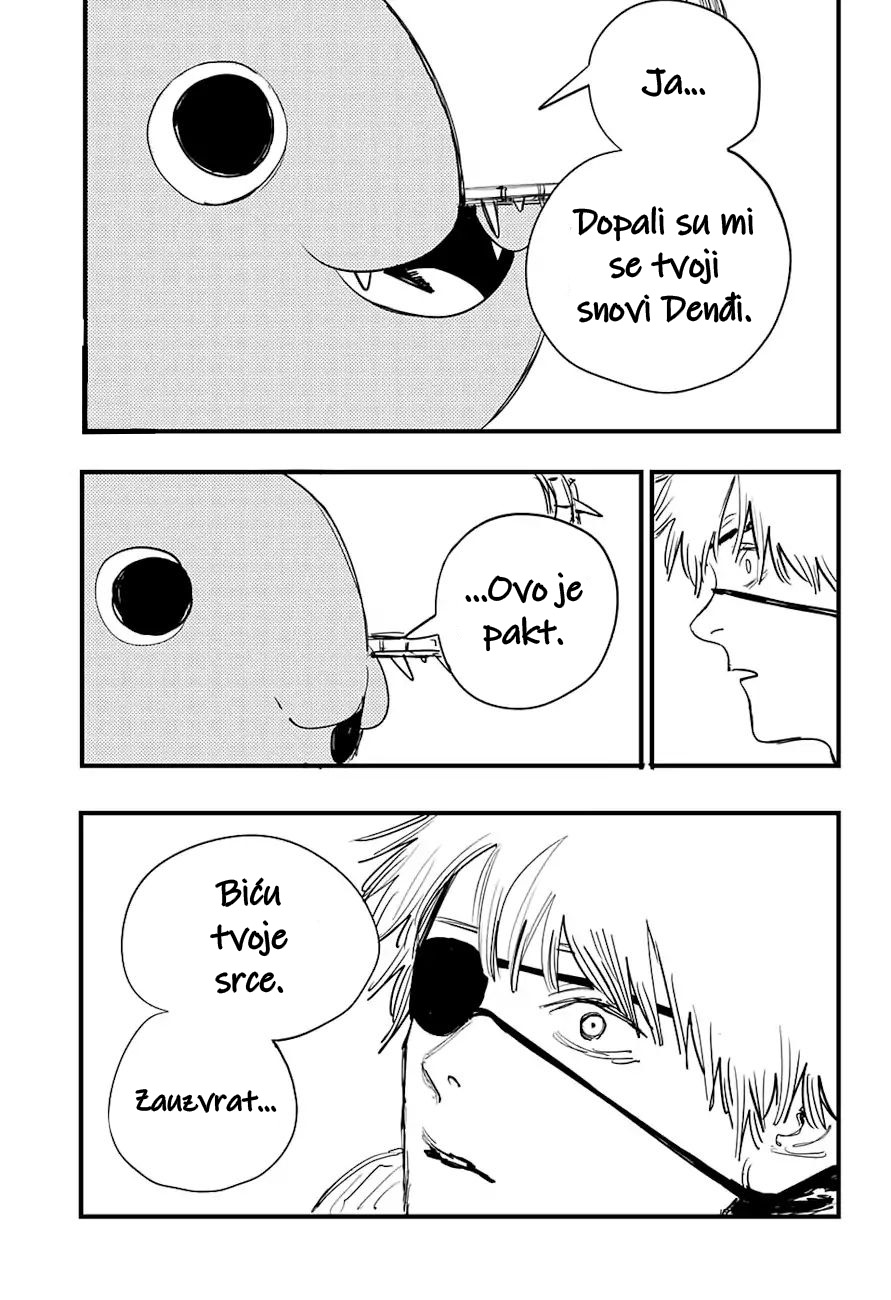 Ja...
Dopali su mi
se tvoji
snovi Denđi.
...Ovo je
pakt.
Biću
tvoje
srce.
Zauzvrat...